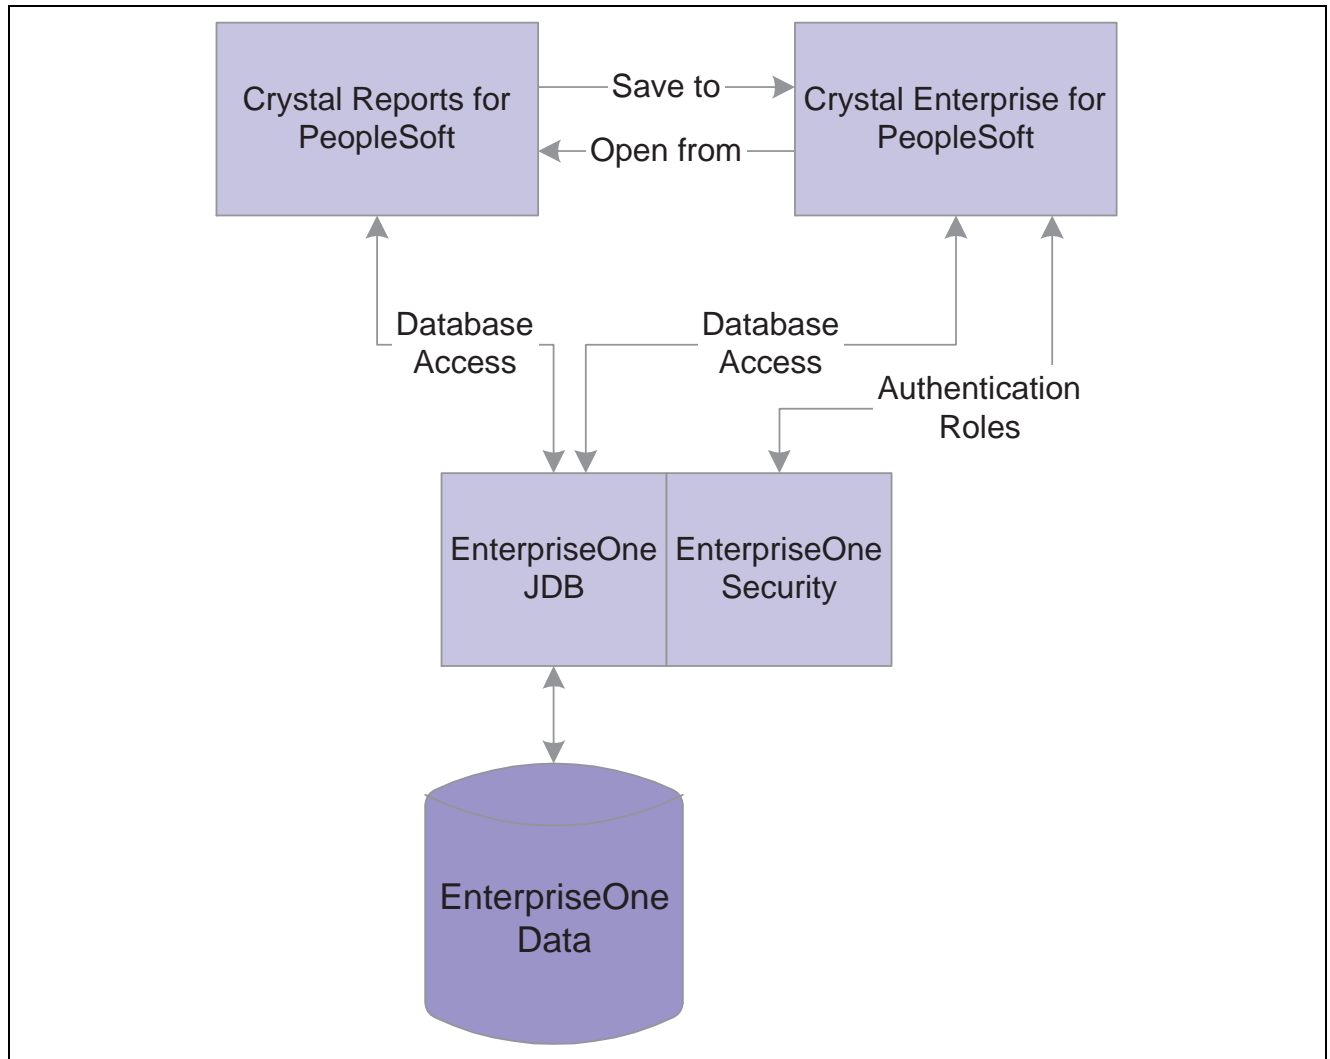 Crystal Reports for
PeopleSoft
Save to
Open from
Crystal Enterprise for
PeopleSoft
Database
Access
Database
Access
Authentication
Roles
EnterpriseOne
JDB
EnterpriseOne
Security
EnterpriseOne
Data